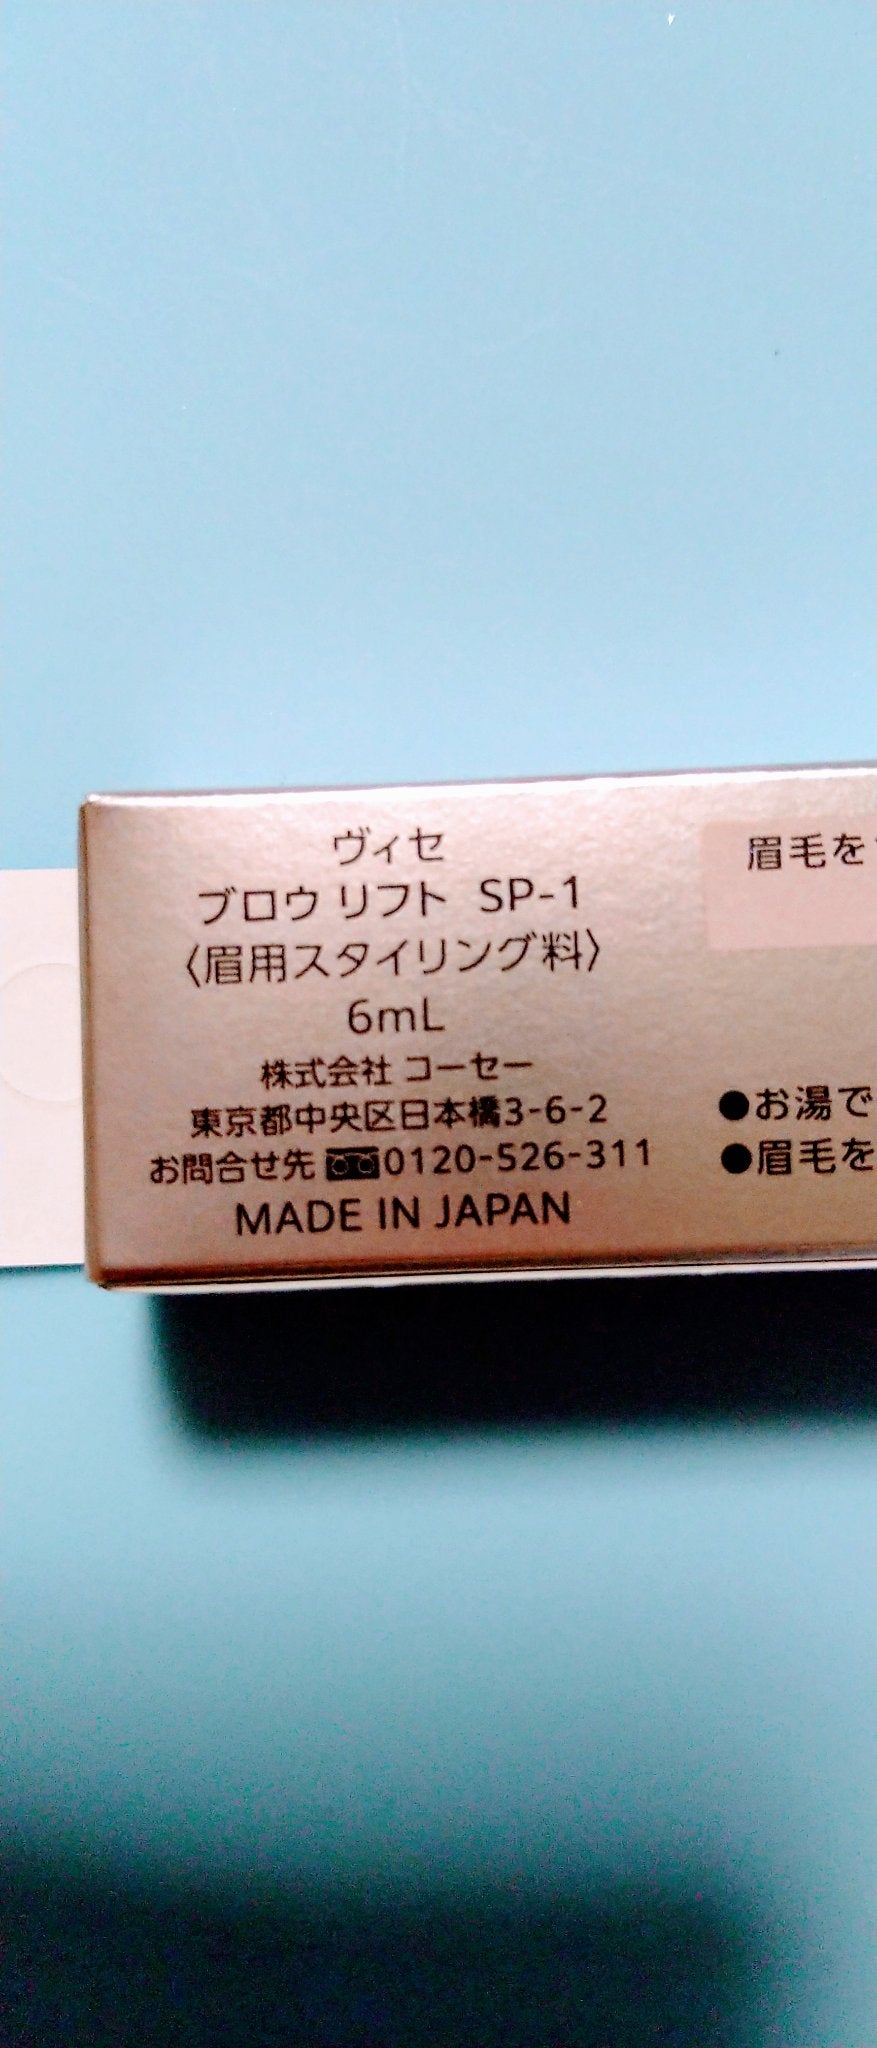 ヴィセ
ブロウ リフト SP-1
〈眉用スタイリング料〉
6mL
株式会社 コーセー
東京都中央区日本橋3-6-2
お問合せ先 0120-526-311
MADE IN JAPAN
眉毛を
●お湯で
●眉毛を